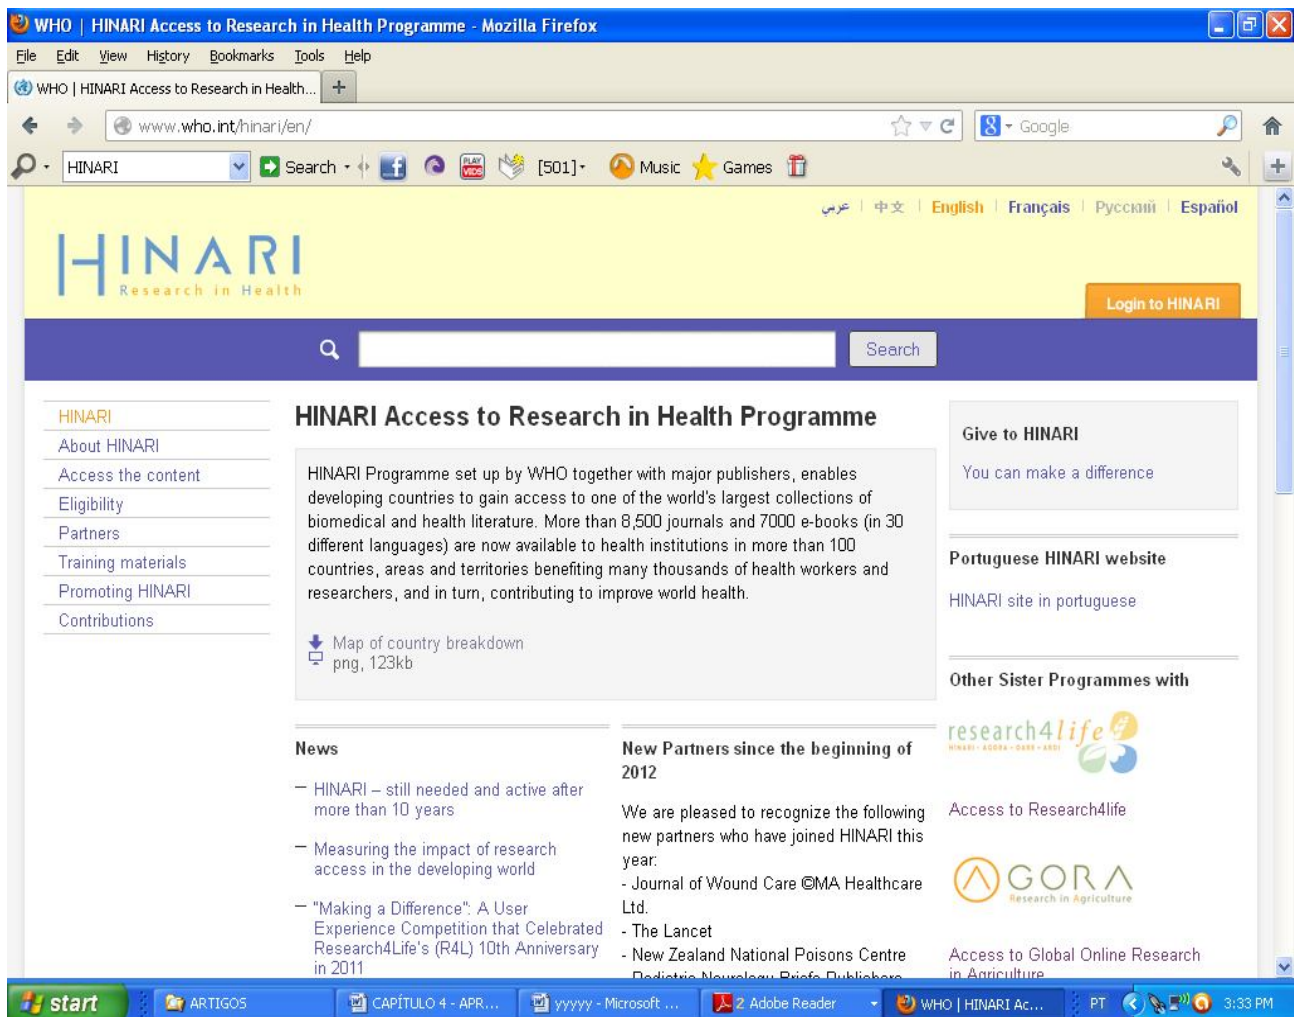 WHO | HINARI Access to Research in Health Programme - Mozilla Firefox
File Edit View History Bookmarks Tools Help
WHO | HINARI Access to Research in Health... +
www.who.int/hinari/en/ Google
HINARI Search PLAY VIDS [501] Music Games
عربي | 中文 | English | Français | Русский | Español
HINARI
Research in Health
Login to HINARI
Search
HINARI
About HINARI
Access the content
Eligibility
Partners
Training materials
Promoting HINARI
Contributions
HINARI Access to Research in Health Programme
HINARI Programme set up by WHO together with major publishers, enables
developing countries to gain access to one of the world's largest collections of
biomedical and health literature. More than 8,500 journals and 7000 e-books (in 30
different languages) are now available to health institutions in more than 100
countries, areas and territories benefiting many thousands of health workers and
researchers, and in turn, contributing to improve world health.
Map of country breakdown
png, 123kb
News
– HINARI – still needed and active after
more than 10 years
– Measuring the impact of research
access in the developing world
– "Making a Difference": A User
Experience Competition that Celebrated
Research4Life's (R4L) 10th Anniversary
in 2011
New Partners since the beginning of
2012
We are pleased to recognize the following
new partners who have joined HINARI this
year:
- Journal of Wound Care ©MA Healthcare
Ltd.
- The Lancet
- New Zealand National Poisons Centre
- Pediatric Neurology Briefs Publishers
Give to HINARI
You can make a difference
Portuguese HINARI website
HINARI site in portuguese
Other Sister Programmes with
research4life
HINARI - AGORA - OARE - ARDI
Access to Research4life
AGORA
Research in Agriculture
Access to Global Online Research
in Agriculture
start ARTIGOS CAPÍTULO 4 - APR... yyyyy - Microsoft ... 2 Adobe Reader WHO | HINARI Ac... PT 3:33 PM